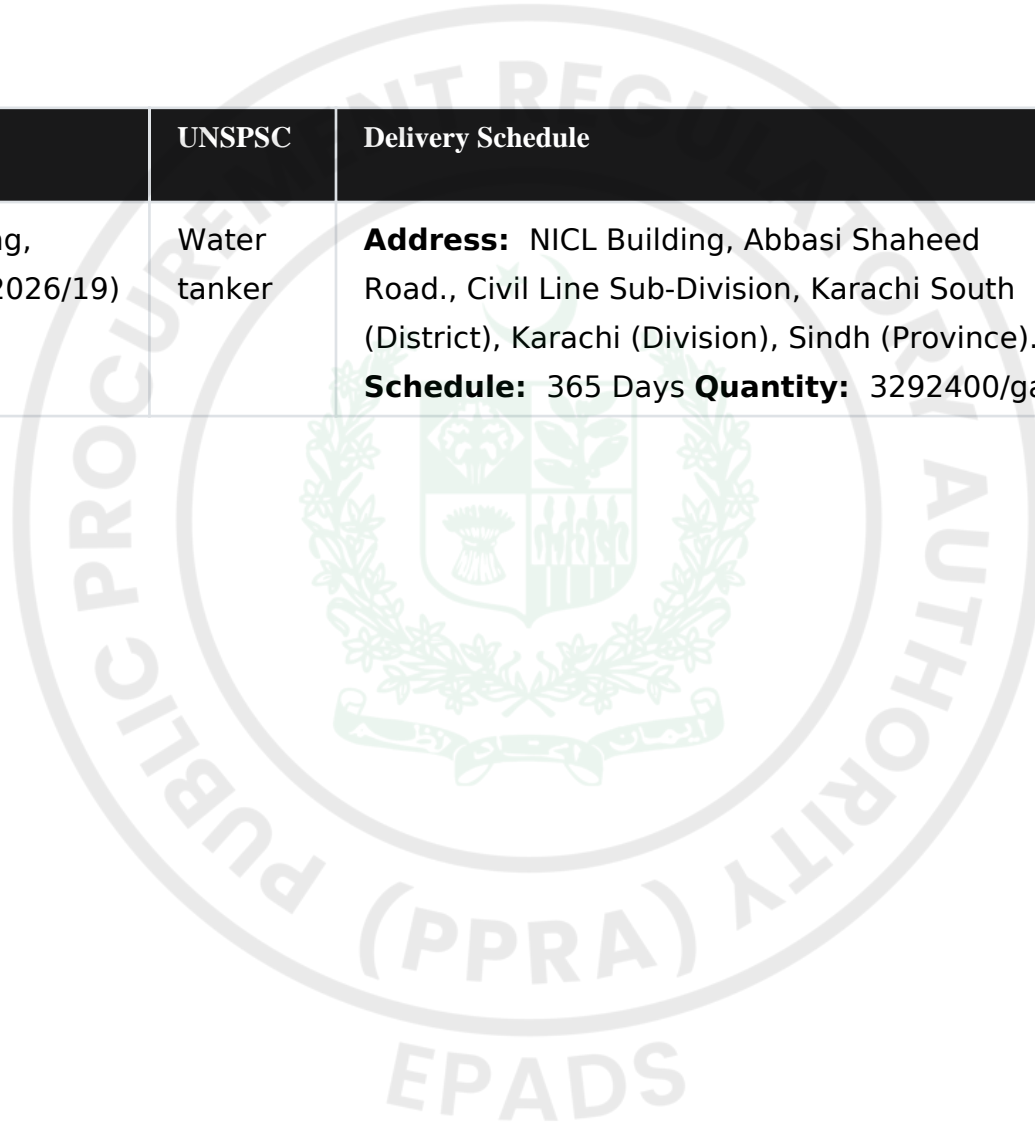 UNSPSC Delivery Schedule
ng, Water Address: NICL Building, Abbasi Shaheed
2026/19) tanker Road., Civil Line Sub-Division, Karachi South
(District), Karachi (Division), Sindh (Province).
Schedule: 365 Days Quantity: 3292400/ga
PUBLIC PROCUREMENT REGULATORY AUTHORITY
(PPRA)
EPADS